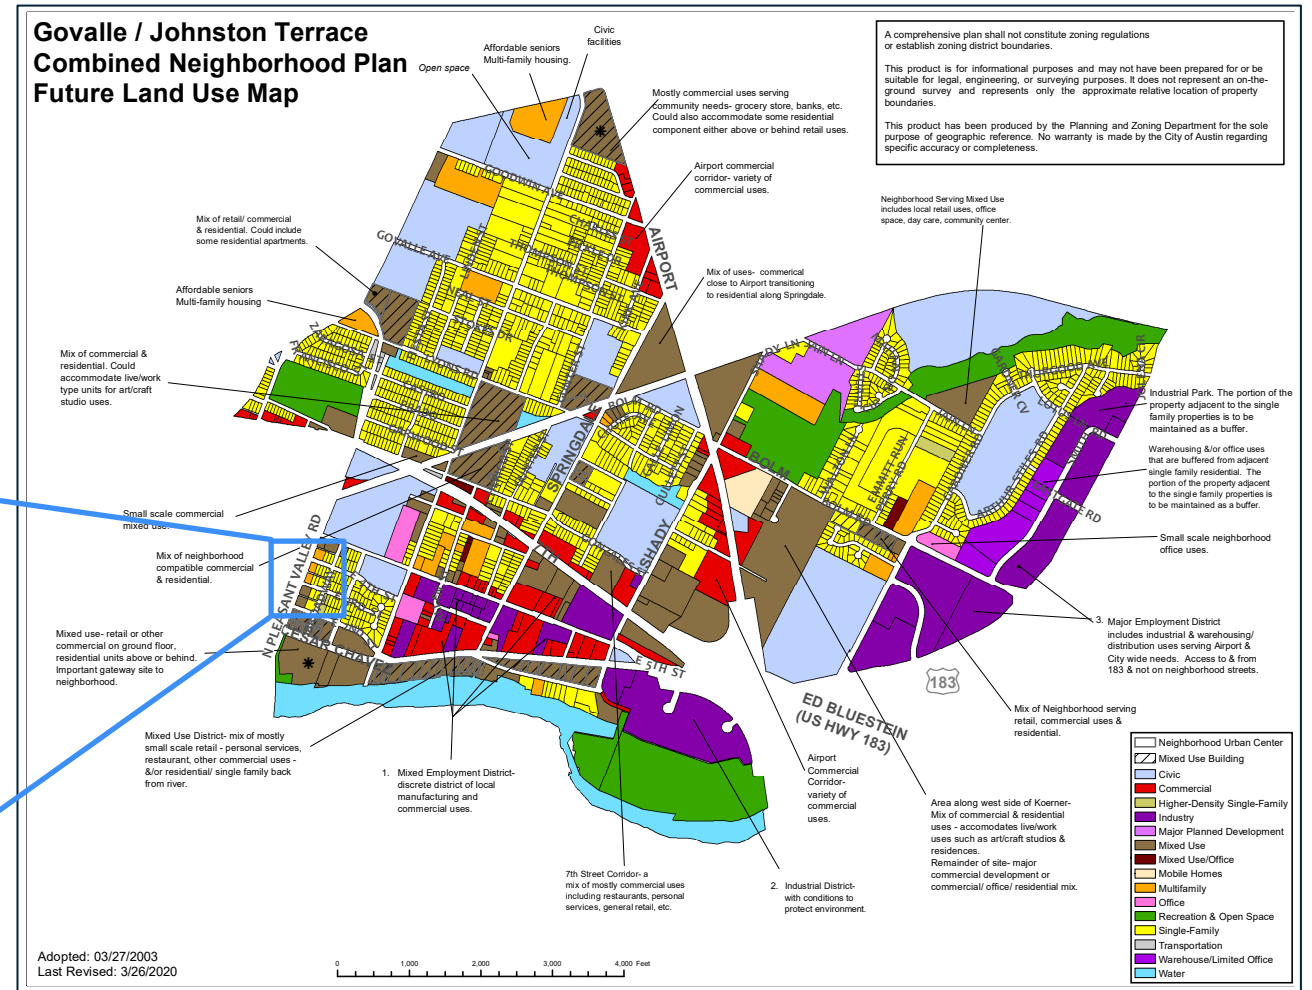 Govalle / Johnston Terrace
Combined Neighborhood Plan
Future Land Use Map
A comprehensive plan shall not constitute zoning regulations
or establish zoning district boundaries.
This product is for informational purposes and may not have been prepared for or be
suitable for legal, engineering, or surveying purposes. It does not represent an on-the-
ground survey and represents only the approximate relative location of property
boundaries.
This product has been produced by the Planning and Zoning Department for the sole
purpose of geographic reference. No warranty is made by the City of Austin regarding
specific accuracy or completeness.
Civic
facilities
Affordable seniors
Multi-family housing.
Open space
Mostly commercial uses serving
community needs- grocery store, banks, etc.
Could also accommodate some residential
component either above or behind retail uses.
Airport commercial
corridor- variety of
commercial uses.
Neighborhood Serving Mixed Use
includes local retail uses, office
space, day care, community center.
Mix of retail/ commercial
& residential. Could include
some residential apartments.
Mix of uses- commerical
close to Airport transitioning
to residential along Springdale.
Affordable seniors
Multi-family housing
Mix of commercial &
residential. Could
accommodate live/work
type units for art/craft
studio uses.
Industrial Park. The portion of the
property adjacent to the single
family properties is to be
maintained as a buffer.
Warehousing &/or office uses
that are buffered from adjacent
single family residential. The
portion of the property adjacent
to the single family properties is
to be maintained as a buffer.
Small scale commercial
mixed use.
Small scale neighborhood
office uses.
Mix of neighborhood
compatible commercial
& residential.
Mixed use- retail or other
commercial on ground floor,
residential units above or behind.
Important gateway site to
neighborhood.
3. Major Employment District
includes industrial & warehousing/
distribution uses serving Airport &
City wide needs. Access to & from
183 & not on neighborhood streets.
Mix of Neighborhood serving
retail, commercial uses &
residential.
Mixed Use District- mix of mostly
small scale retail - personal services,
restaurant, other commercial uses -
&/or residential/ single family back
from river.
1. Mixed Employment District-
discrete district of local
manufacturing and
commercial uses.
Airport
Commercial
Corridor-
variety of
commercial
uses.
Area along west side of Koerner-
Mix of commercial & residential
uses - accomodates live/work
uses such as art/craft studios &
residences.
Remainder of site- major
commercial development or
commercial/ office/ residential mix.
7th Street Corridor- a
mix of mostly commercial uses
including restaurants, personal
services, general retail, etc.
2. Industrial District-
with conditions to
protect environment.
GOODWIN AVE
GOVALLE AVE
AIRPORT
SPRINGDALE
BOLM
SHADY
7TH
N PLEASANT VALLEY RD
CESAR CHAVEZ
E 5TH ST
EMMITT RUN
ARTHUR STILES RD
ED BLUESTEIN
(US HWY 183)
183
Neighborhood Urban Center
Mixed Use Building
Civic
Commercial
Higher-Density Single-Family
Industry
Major Planned Development
Mixed Use
Mixed Use/Office
Mobile Homes
Multifamily
Office
Recreation & Open Space
Single-Family
Transportation
Warehouse/Limited Office
Water
Adopted: 03/27/2003
Last Revised: 3/26/2020
0 1,000 2,000 3,000 4,000 Feet